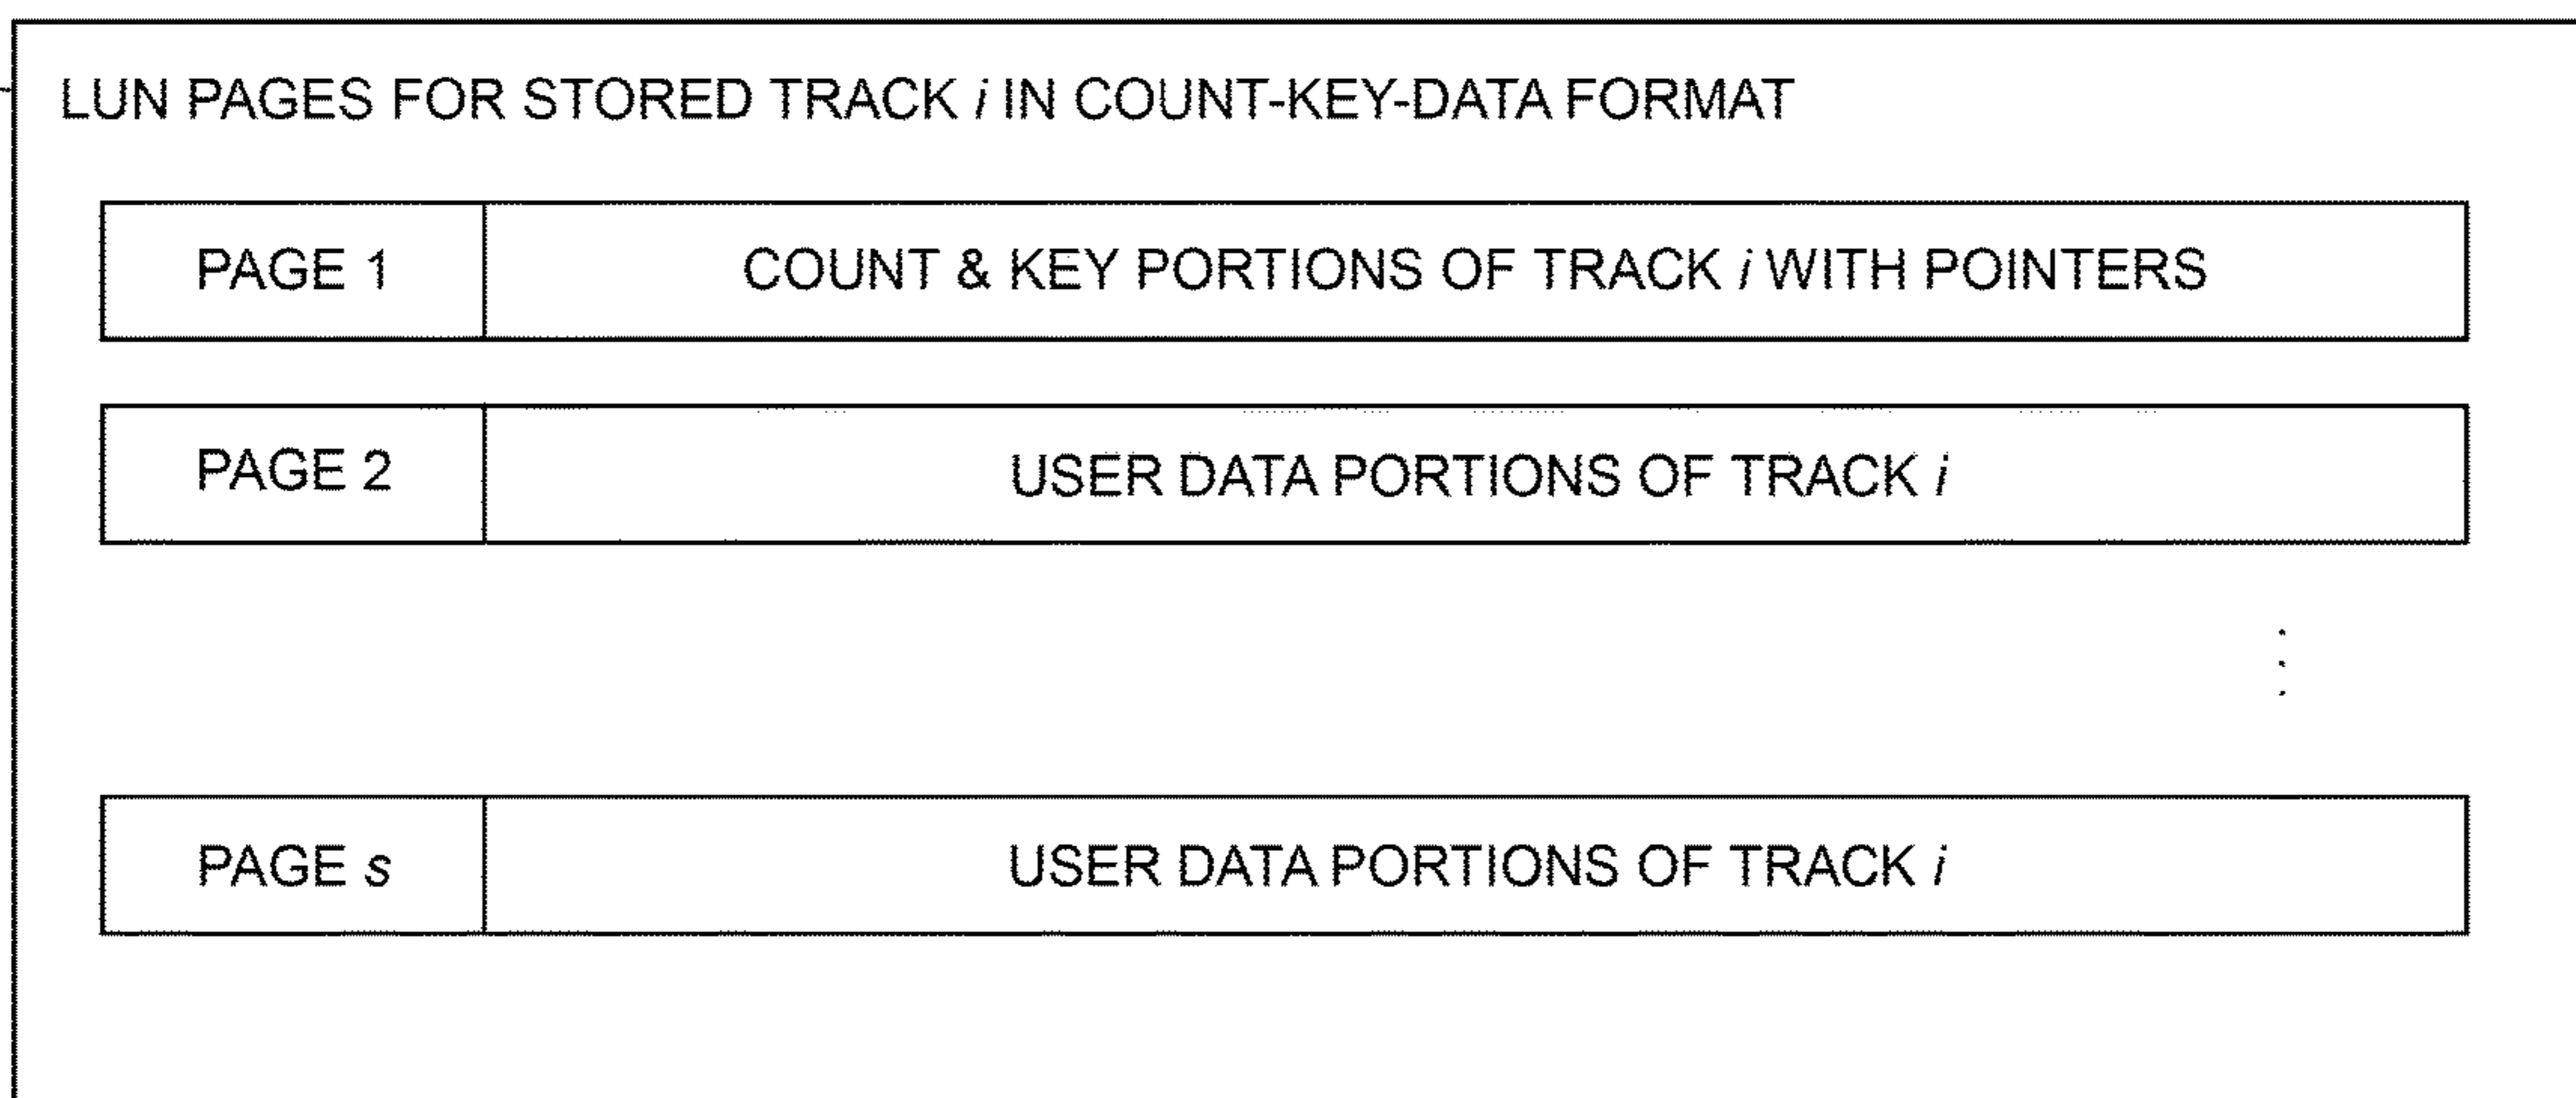 LUN PAGES FOR STORED TRACK i IN COUNT-KEY-DATA FORMAT
PAGE 1 COUNT & KEY PORTIONS OF TRACK i WITH POINTERS
PAGE 2 USER DATA PORTIONS OF TRACK i
PAGE s USER DATA PORTIONS OF TRACK i